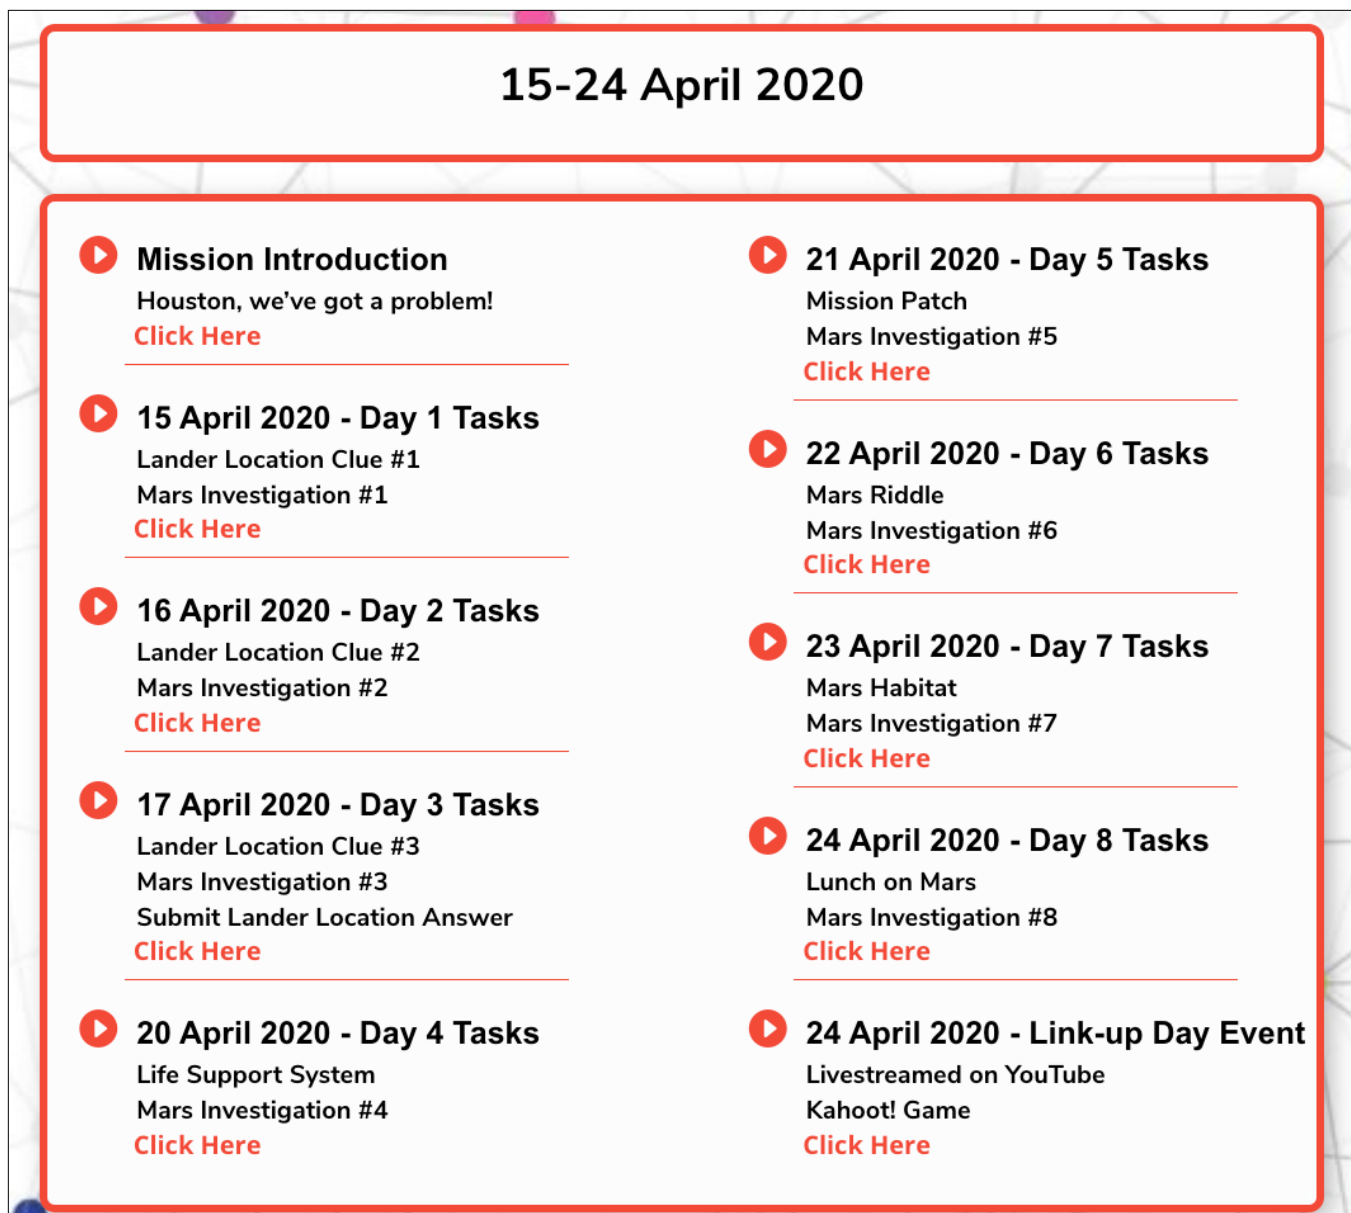 15-24 April 2020
Mission Introduction
Houston, we’ve got a problem!
Click Here
15 April 2020 - Day 1 Tasks
Lander Location Clue #1
Mars Investigation #1
Click Here
16 April 2020 - Day 2 Tasks
Lander Location Clue #2
Mars Investigation #2
Click Here
17 April 2020 - Day 3 Tasks
Lander Location Clue #3
Mars Investigation #3
Submit Lander Location Answer
Click Here
20 April 2020 - Day 4 Tasks
Life Support System
Mars Investigation #4
Click Here
21 April 2020 - Day 5 Tasks
Mission Patch
Mars Investigation #5
Click Here
22 April 2020 - Day 6 Tasks
Mars Riddle
Mars Investigation #6
Click Here
23 April 2020 - Day 7 Tasks
Mars Habitat
Mars Investigation #7
Click Here
24 April 2020 - Day 8 Tasks
Lunch on Mars
Mars Investigation #8
Click Here
24 April 2020 - Link-up Day Event
Livestreamed on YouTube
Kahoot! Game
Click Here